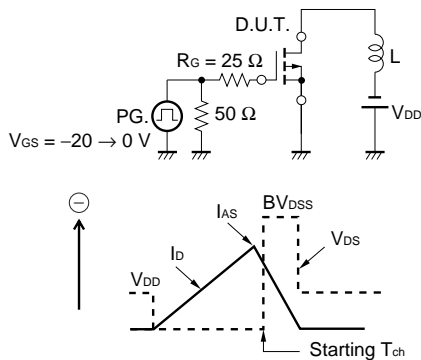 D.U.T.
RG = 25 Ω
L
PG.
50 Ω
VDD
VGS = −20 → 0 V
−
BVDSS
IAS
VDS
ID
VDD
Starting Tch